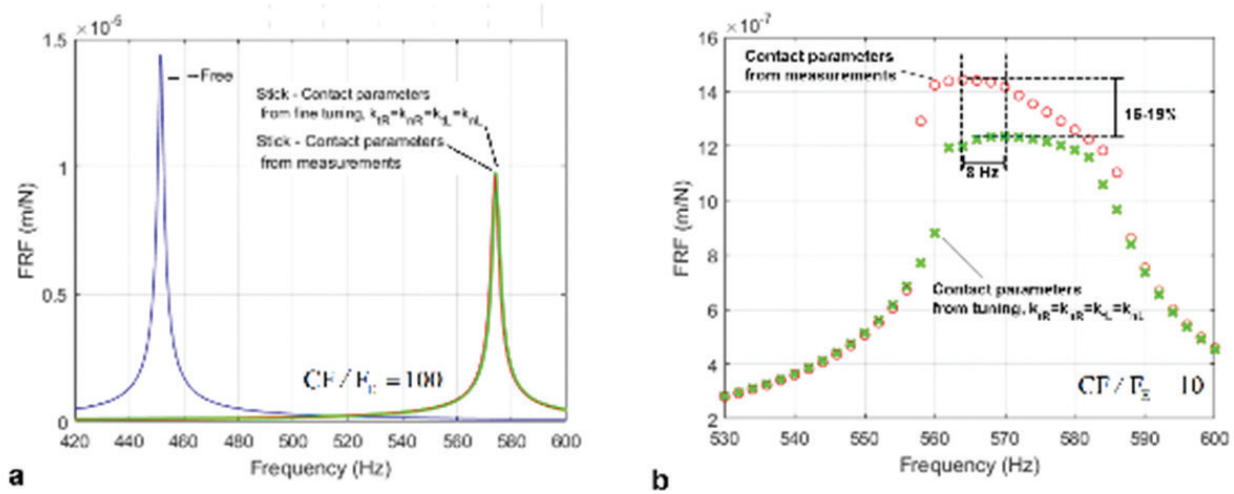 ×10⁻⁵
1.5
1
0.5
0
FRF (m/N)
Free
Stick - Contact parameters
from fine tuning, k_tR=k_nR=k_tL=k_nL
Stick - Contact parameters
from measurements
CF / F_E = 100
420 440 460 480 500 520 540 560 580 600
Frequency (Hz)
a
×10⁻⁷
16
14
12
10
8
6
4
2
FRF (m/N)
Contact parameters
from measurements
15-19%
8 Hz
Contact parameters
from tuning, k_tR=k_nR=k_tL=k_nL
CF / F_E 10
530 540 550 560 570 580 590 600
Frequency (Hz)
b